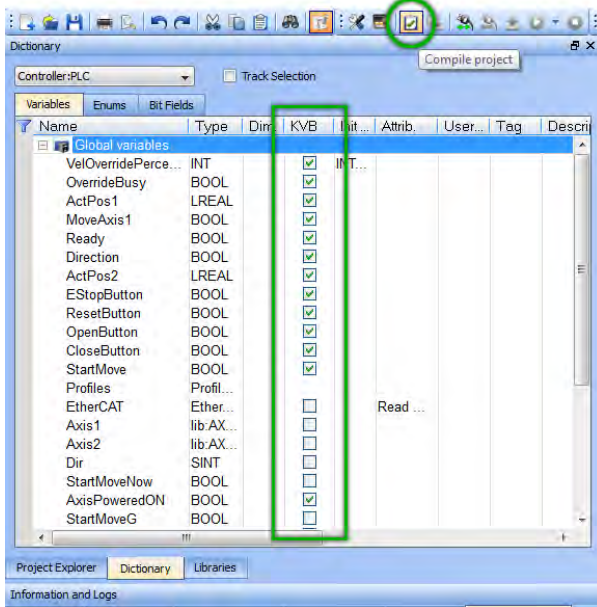 Dictionary
Compile project
Controller:PLC
Track Selection
Variables Enums Bit Fields
Name Type Dim KVB Init ... Attrib. User... Tag Descrip
Global variables
VelOverridePerce... INT INT...
OverrideBusy BOOL
ActPos1 LREAL
MoveAxis1 BOOL
Ready BOOL
Direction BOOL
ActPos2 LREAL
EStopButton BOOL
ResetButton BOOL
OpenButton BOOL
CloseButton BOOL
StartMove BOOL
Profiles Profil...
EtherCAT Ether... Read ...
Axis1 lib:AX...
Axis2 lib:AX...
Dir SINT
StartMoveNow BOOL
AxisPoweredON BOOL
StartMoveG BOOL
Project Explorer Dictionary Libraries
Information and Logs